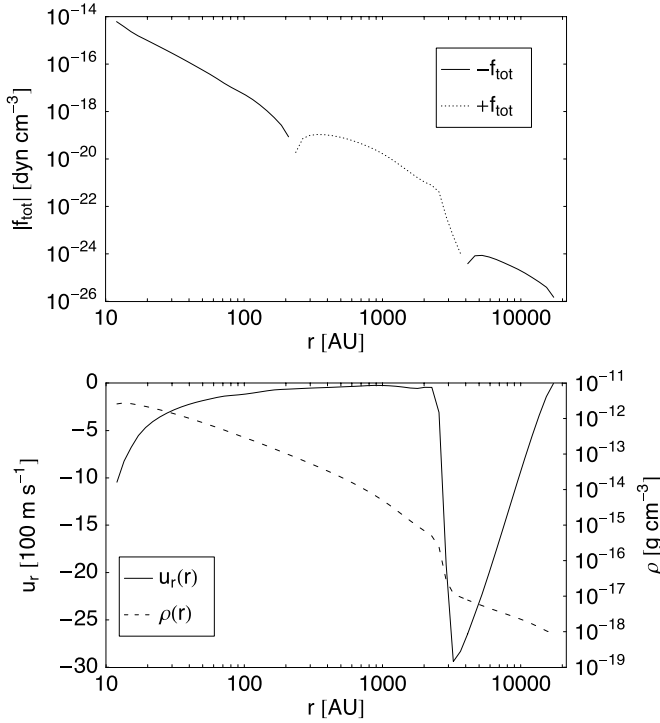 10⁻¹⁴
10⁻¹⁶
10⁻¹⁸
10⁻²⁰
10⁻²²
10⁻²⁴
10⁻²⁶
|f_tot| [dyn cm⁻³]
−f_tot
+f_tot
10 100 1000 10000
r [AU]
0
−5
−10
−15
−20
−25
−30
u_r [100 m s⁻¹]
u_r(r)
ρ(r)
10⁻¹¹
10⁻¹²
10⁻¹³
10⁻¹⁴
10⁻¹⁵
10⁻¹⁶
10⁻¹⁷
10⁻¹⁸
10⁻¹⁹
ρ [g cm⁻³]
10 100 1000 10000
r [AU]